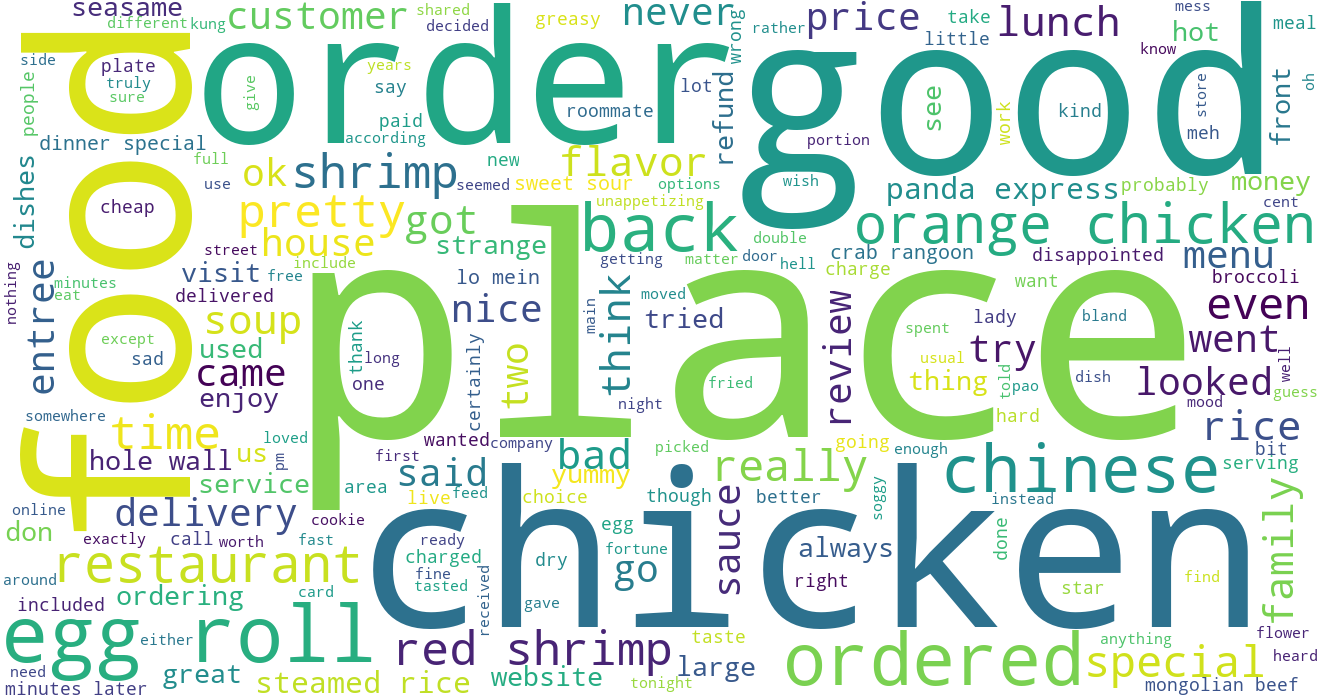 seasame
different
kung
customer
shared
decided
greasy
never
wrong
rather
price
take
little
lunch
know
mess
hot
meal
side
people
plate
truly
sure
food
order
give
years
say
paid
according
roommate
lot
refund
good
portion
see
work
kind
store
meh
front
oh
dinner special
dishes
full
use
ok
shrimp
seemed
new
flavor
sweet sour
options
unappetizing
wish
panda express
probably
money
cent
cheap
pretty
got
house
street
include
strange
back
double
orange chicken
nothing
minutes
eat
entree
visit
free
delivered
lo mein
getting
matter
door
hell
crab rangoon
charge
disappointed
want
menu
broccoli
soup
place
nice
main
think
moved
tried
review
spent
lady
bland
even
except
sad
used
thank
long
one
certainly
two
fried
usual
thing
try
told
pao
dish
went
well
came
enjoy
looked
mood
guess
somewhere
time
loved
wanted
company
night
picked
going
enough
hard
rice
bit
hole wall
us
pm
first
said
bad
yummy
really
chinese
serving
service
area
live
feed
choice
though
better
soggy
instead
online
don
delivery
exactly
call
worth
cookie
fast
chicken
ready
charged
fine
tasted
received
egg
fortune
dry
go
gave
sauce
always
right
done
star
find
family
around
restaurant
card
included
ordering
egg roll
either
need
minutes later
great
steamed rice
red shrimp
website
tonight
taste
large
ordered
anything
special
flower
heard
mongolian beef